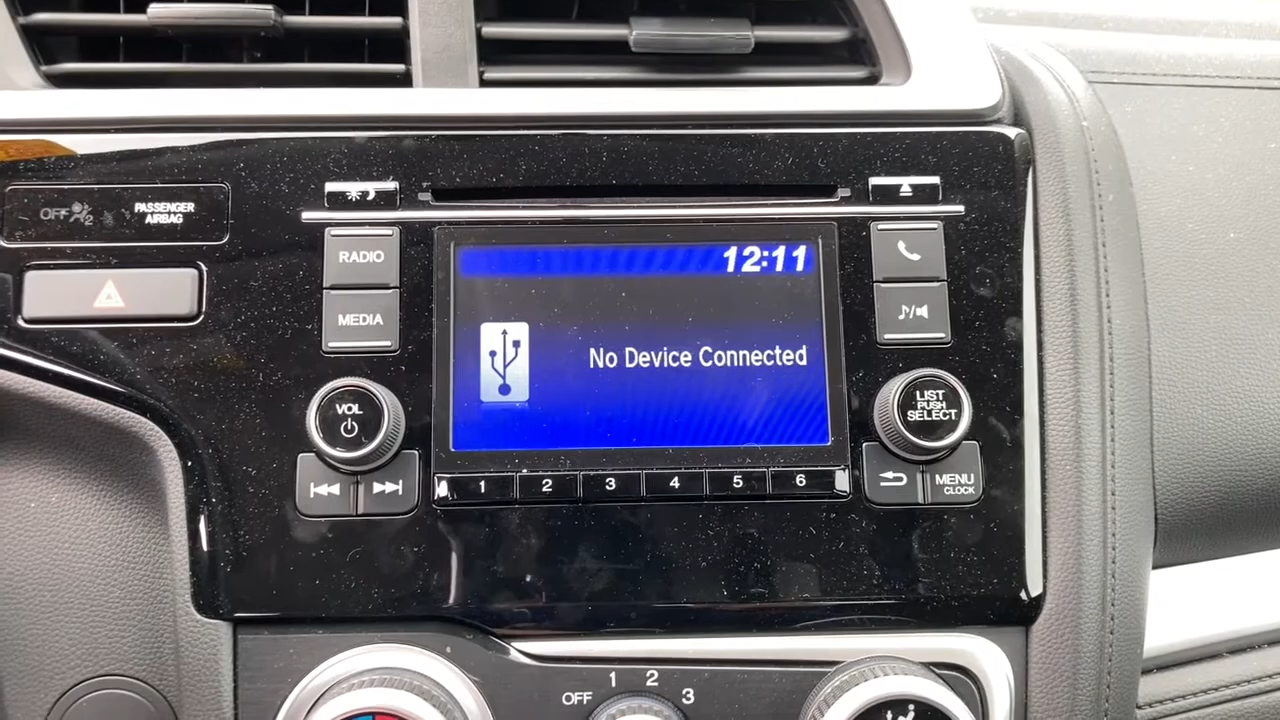 OFF
2
PASSENGER
AIRBAG
RADIO
MEDIA
VOL
12:11
No Device Connected
LIST
PUSH
SELECT
MENU
CLOCK
1 2 3 4 5 6
OFF 1 2 3